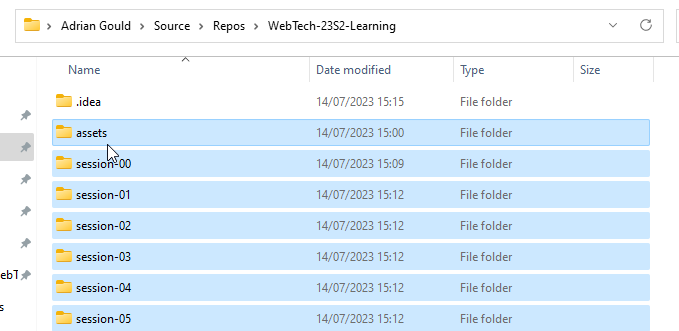 Adrian Gould > Source > Repos > WebTech-23S2-Learning
Name Date modified Type Size
.idea 14/07/2023 15:15 File folder
assets 14/07/2023 15:00 File folder
session-00 14/07/2023 15:09 File folder
session-01 14/07/2023 15:12 File folder
session-02 14/07/2023 15:12 File folder
session-03 14/07/2023 15:12 File folder
ebT
session-04 14/07/2023 15:12 File folder
s
session-05 14/07/2023 15:12 File folder